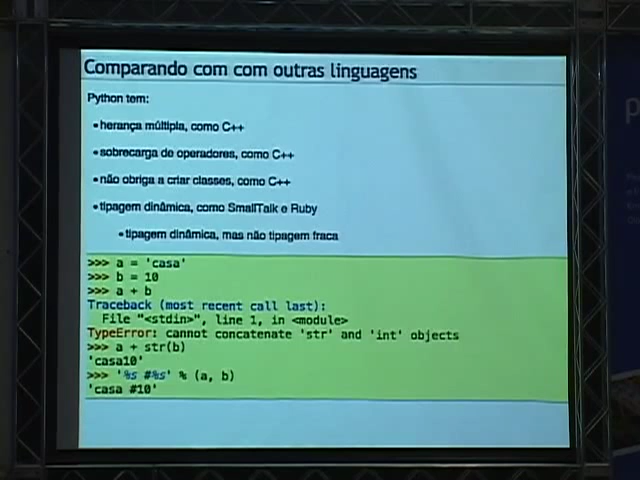 Comparando com com outras linguagens
Python tem:
•herança múltipla, como C++
•sobrecarga de operadores, como C++
•não obriga a criar classes, como C++
•tipagem dinâmica, como SmallTalk e Ruby
•tipagem dinâmica, mas não tipagem fraca
>>> a = 'casa'
>>> b = 10
>>> a + b
Traceback (most recent call last):
File "<stdin>", line 1, in <module>
TypeError: cannot concatenate 'str' and 'int' objects
>>> a + str(b)
'casa10'
>>> '%s #%s' % (a, b)
'casa #10'